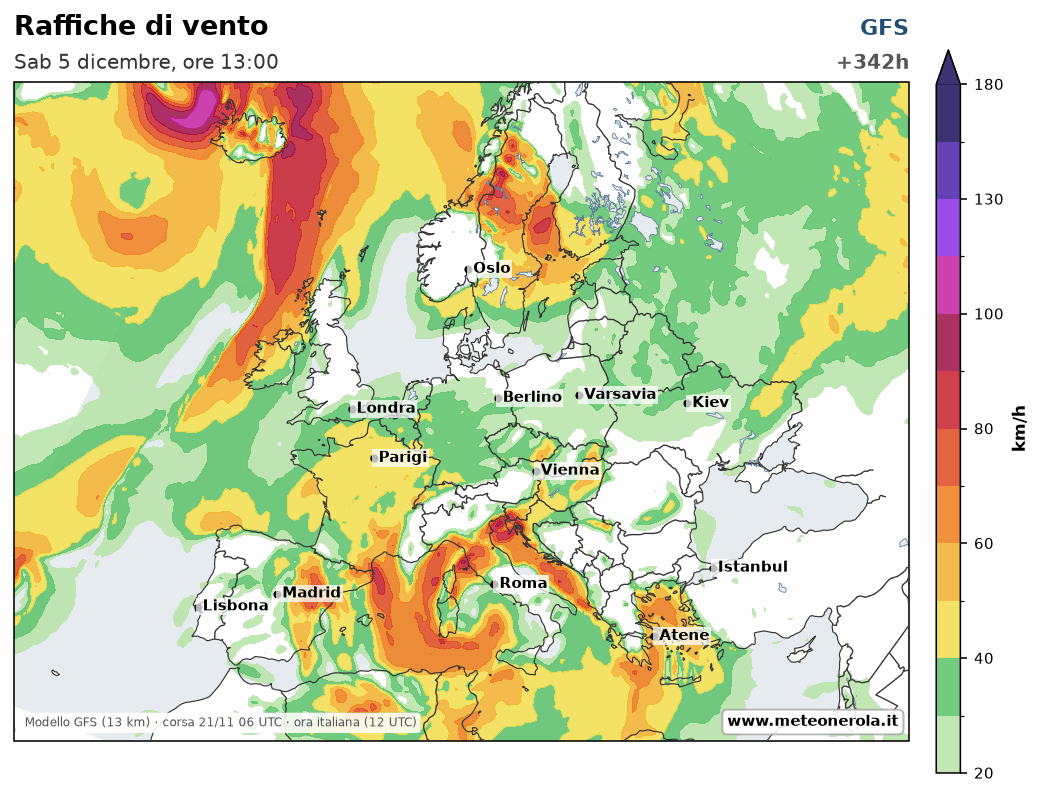 Raffiche di vento
GFS
Sab 5 dicembre, ore 13:00
+342h
180
130
100
80
60
40
20
km/h
Oslo
Londra
Berlino
Varsavia
Kiev
Parigi
Vienna
Istanbul
Roma
Madrid
Lisbona
Atene
Modello GFS (13 km) · corsa 21/11 06 UTC · ora italiana (12 UTC)
www.meteonerola.it